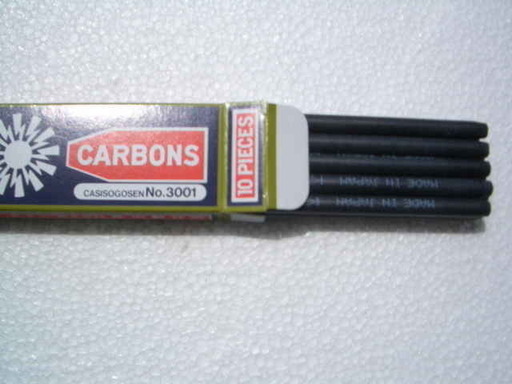 CARBONS
CASISOGOSEN No.3001
10 PIECES
MADE IN JAPAN
MADE IN JAPAN